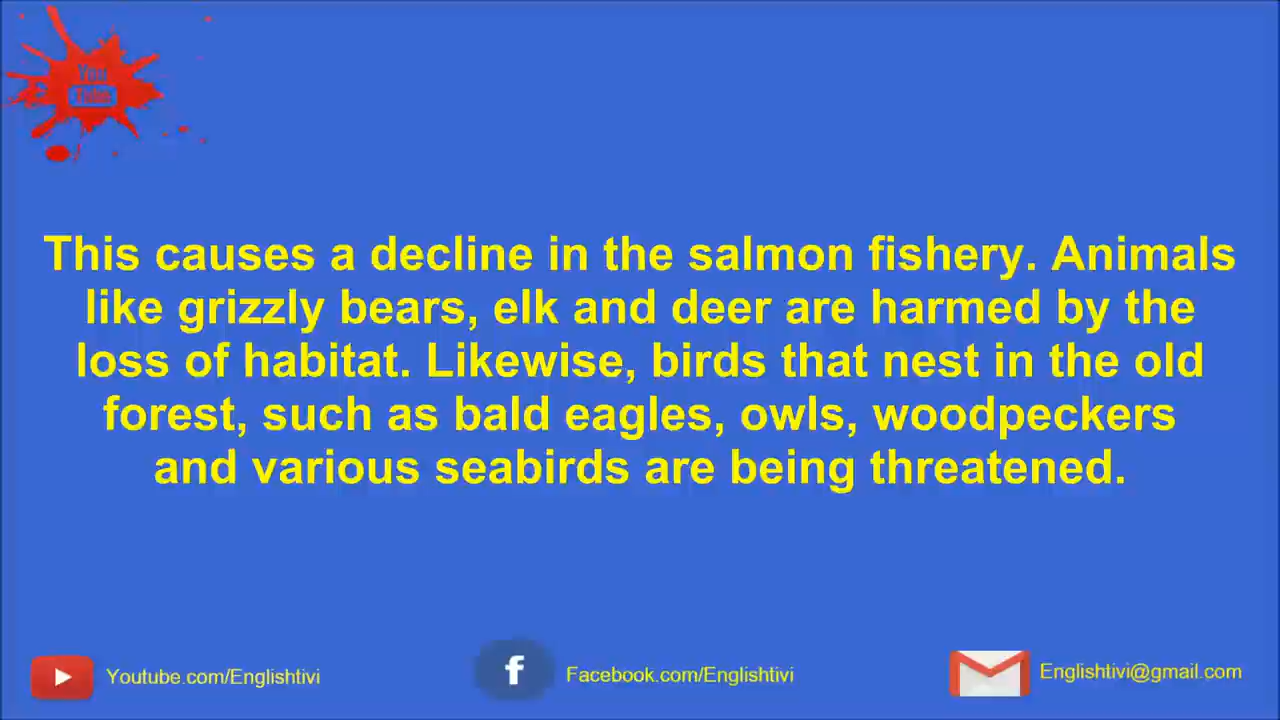 You
Tube
This causes a decline in the salmon fishery. Animals
like grizzly bears, elk and deer are harmed by the
loss of habitat. Likewise, birds that nest in the old
forest, such as bald eagles, owls, woodpeckers
and various seabirds are being threatened.
Youtube.com/Englishtivi
f
Facebook.com/Englishtivi
Englishtivi@gmail.com